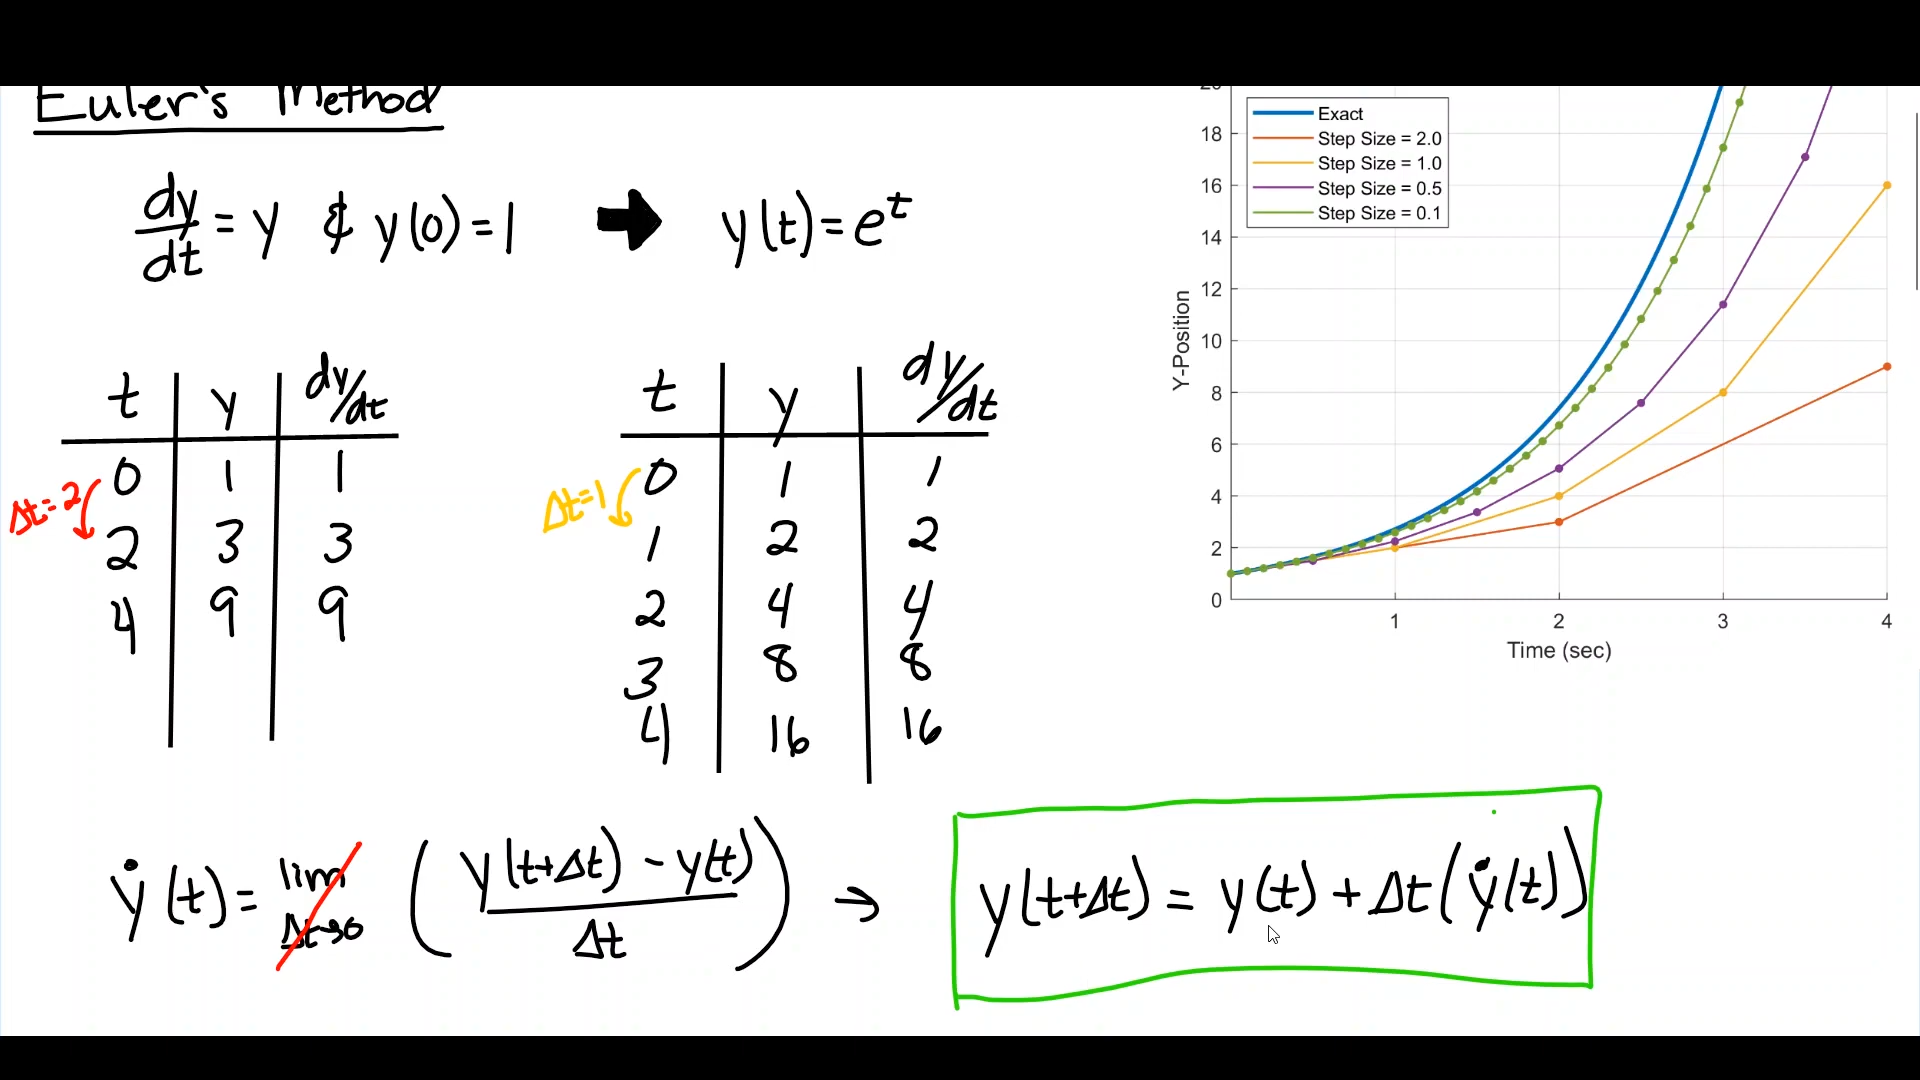 Euler's Method
dy/dt = y & y(0) = 1 → y(t) = e^t
t y dy/dt
0 1 1
2 3 3
4 9 9
Δt=2
t y dy/dt
0 1 1
1 2 2
2 4 4
3 8 8
4 16 16
Δt=1
ẏ(t) = lim Δt→0 ( (y(t+Δt) - y(t)) / Δt ) → y(t+Δt) = y(t) + Δt(ẏ(t))
Exact
Step Size = 2.0
Step Size = 1.0
Step Size = 0.5
Step Size = 0.1
20
18
16
14
12
10
8
6
4
2
0
Y-Position
1 2 3 4
Time (sec)